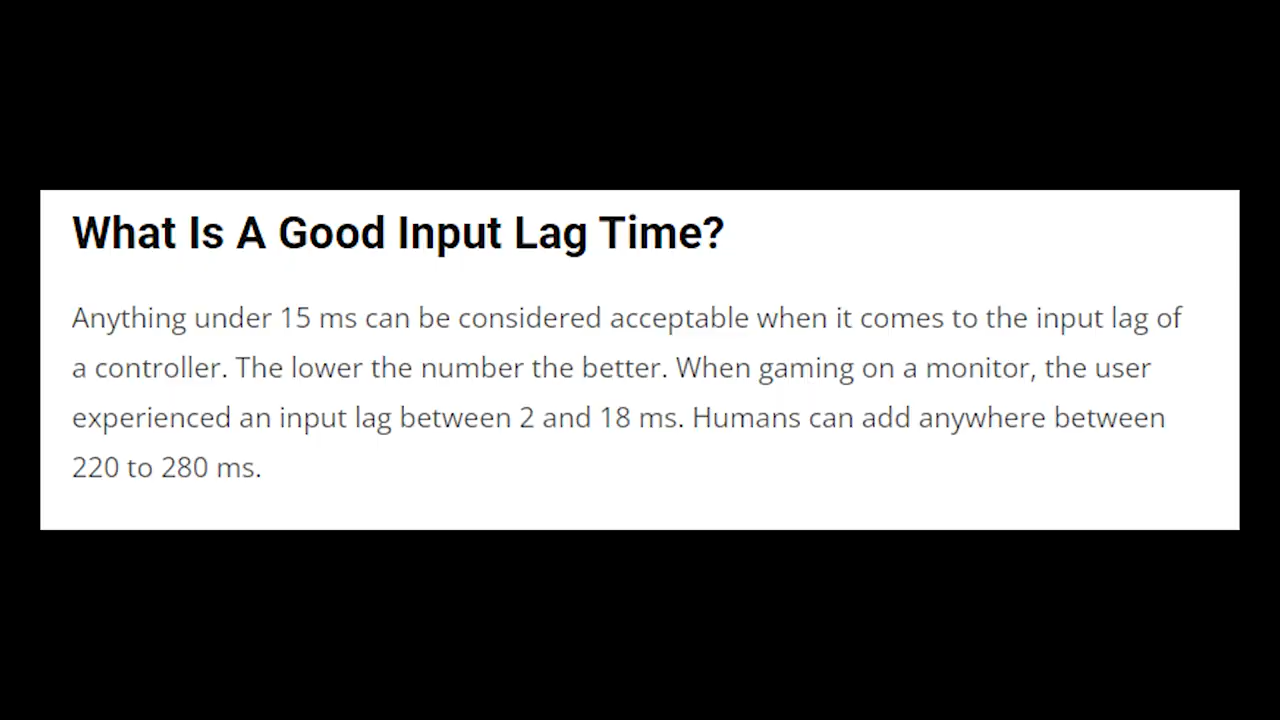 What Is A Good Input Lag Time?
Anything under 15 ms can be considered acceptable when it comes to the input lag of
a controller. The lower the number the better. When gaming on a monitor, the user
experienced an input lag between 2 and 18 ms. Humans can add anywhere between
220 to 280 ms.